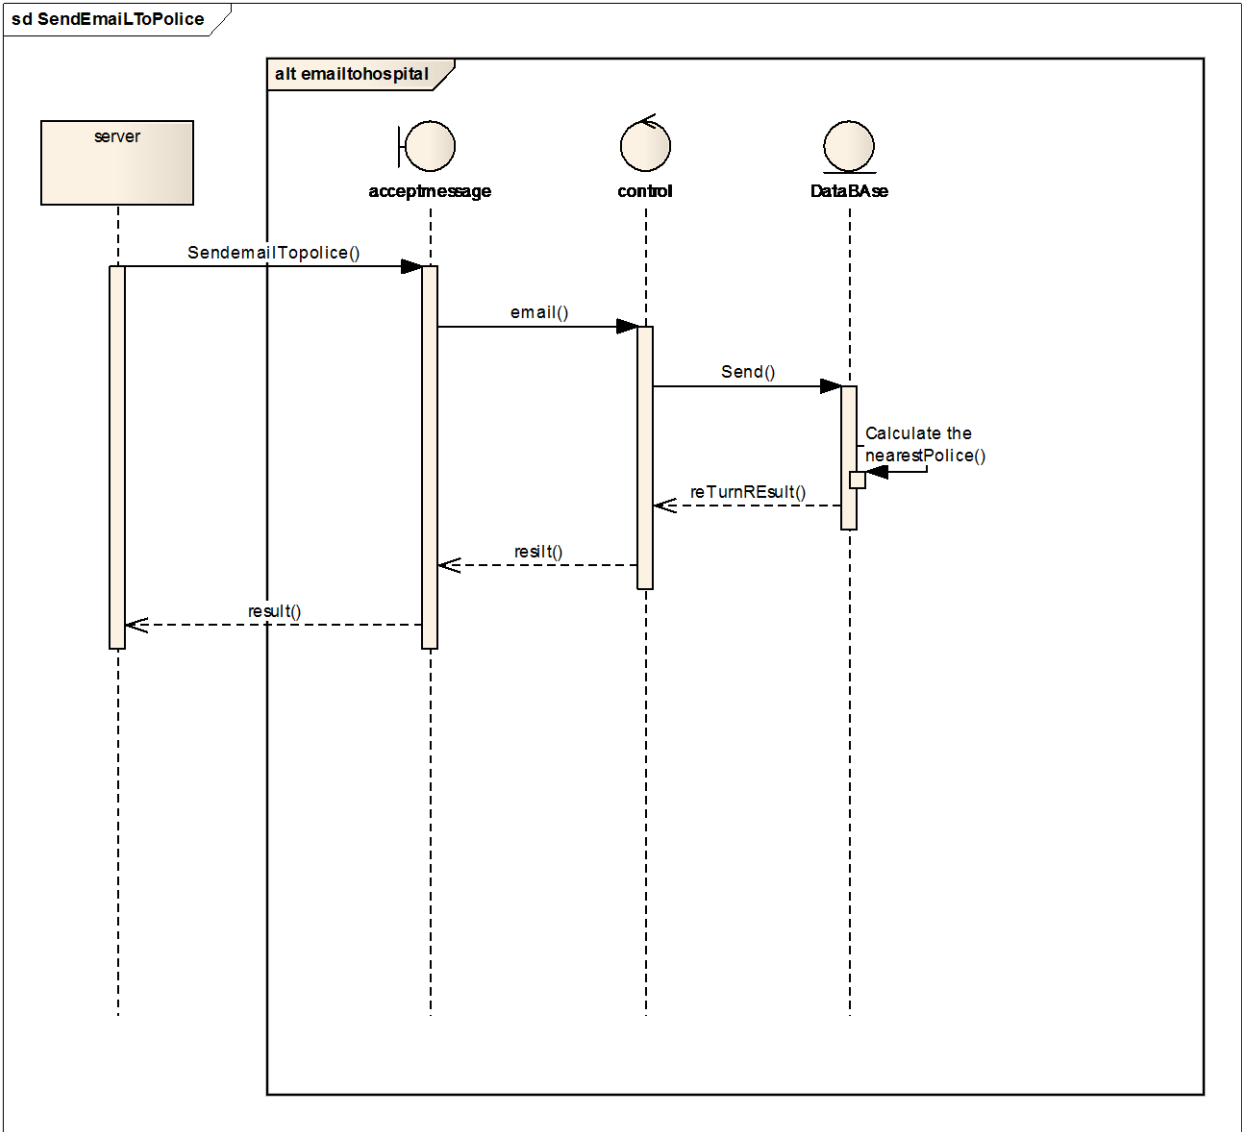 sd SendEmaiLToPolice
alt emailtohospital
server
acceptmessage
control
DataBAse
SendemailTopolice()
email()
Send()
Calculate the
nearestPolice()
reTurnREsult()
resilt()
result()